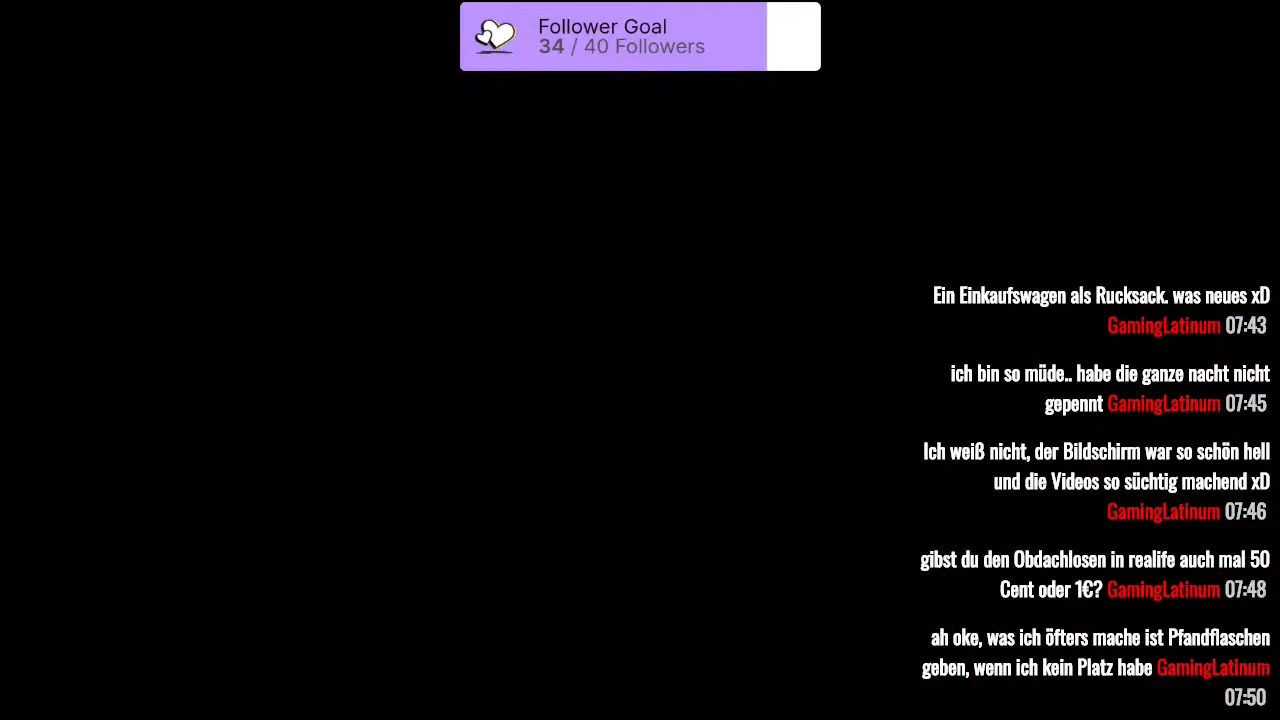 Follower Goal
34 / 40 Followers
Ein Einkaufswagen als Rucksack. was neues xD
GamingLatinum 07:43
ich bin so müde.. habe die ganze nacht nicht
gepennt GamingLatinum 07:45
Ich weiß nicht, der Bildschirm war so schön hell
und die Videos so süchtig machend xD
GamingLatinum 07:46
gibst du den Obdachlosen in realife auch mal 50
Cent oder 1€? GamingLatinum 07:48
ah oke, was ich öfters mache ist Pfandflaschen
geben, wenn ich kein Platz habe GamingLatinum
07:50